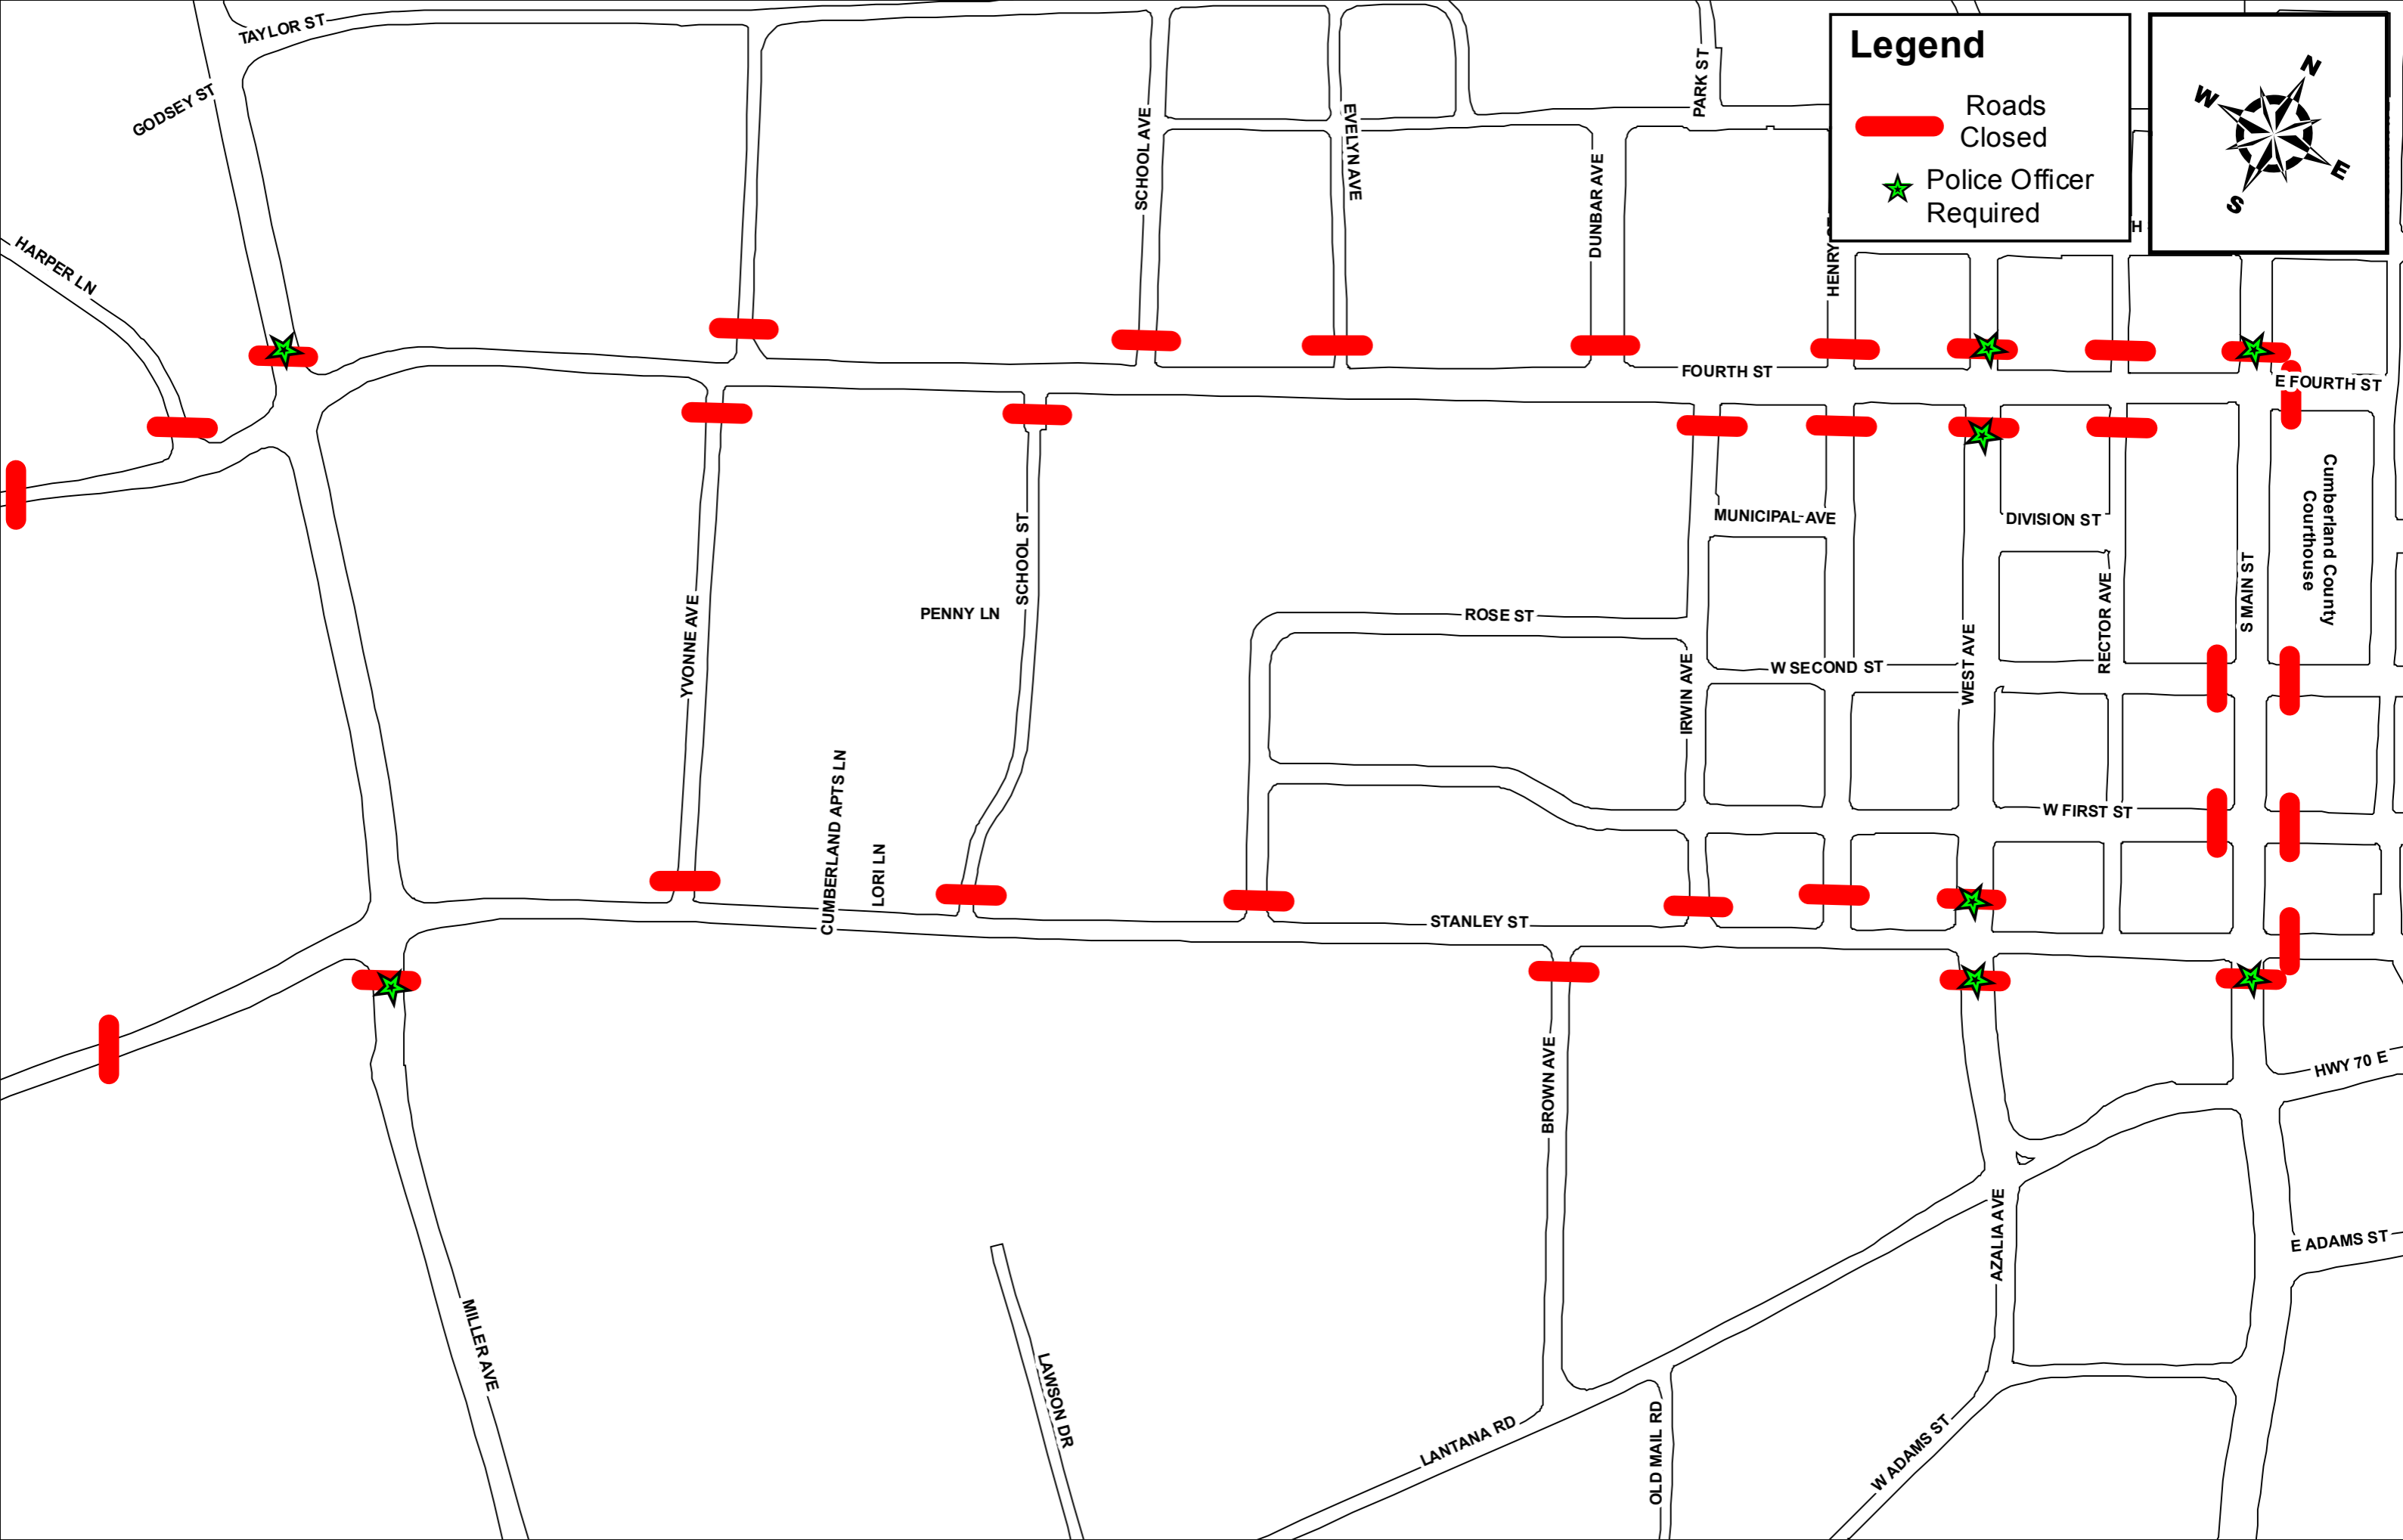 TAYLOR ST
GODSEY ST
HARPER LN
SCHOOL AVE
EVELYN AVE
DUNBAR AVE
PARK ST
HENRY
Legend
Roads
Closed
Police Officer
Required
H
N
W
E
S
FOURTH ST
E FOURTH ST
Cumberland County
Courthouse
MUNICIPAL AVE
DIVISION ST
YVONNE AVE
PENNY LN
SCHOOL ST
ROSE ST
IRWIN AVE
W SECOND ST
WEST AVE
RECTOR AVE
S MAIN ST
CUMBERLAND APTS LN
LORI LN
W FIRST ST
STANLEY ST
BROWN AVE
HWY 70 E
AZALIA AVE
E ADAMS ST
MILLER AVE
LAWSON DR
LANTANA RD
OLD MAIL RD
W ADAMS ST